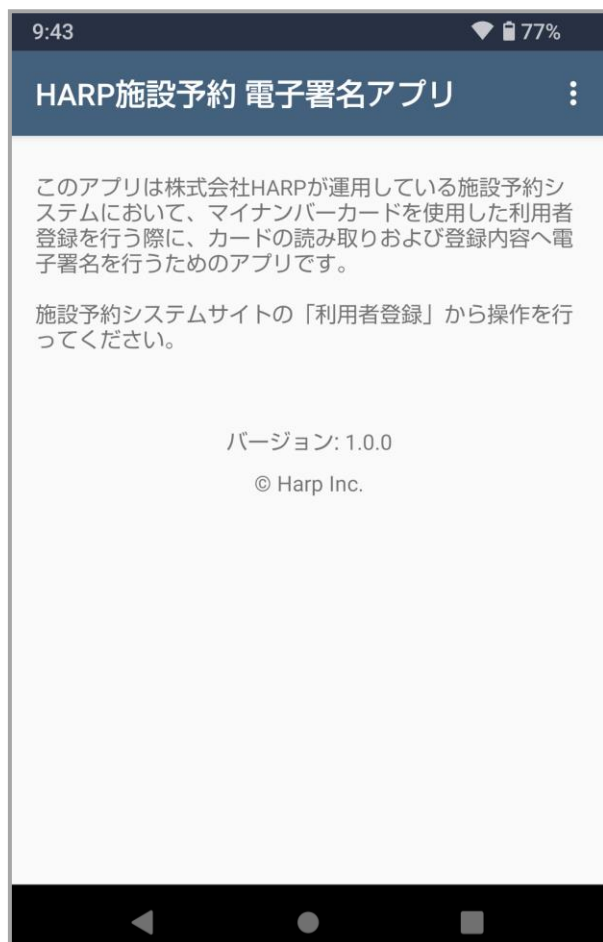 9:43 77%
HARP施設予約 電子署名アプリ
このアプリは株式会社HARPが運用している施設予約シ
ステムにおいて、マイナンバーカードを使用した利用者
登録を行う際に、カードの読み取りおよび登録内容へ電
子署名を行うためのアプリです。
施設予約システムサイトの「利用者登録」から操作を行
ってください。
バージョン: 1.0.0
© Harp Inc.